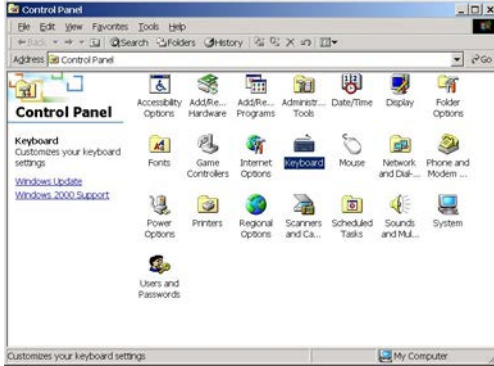 Control Panel
File Edit View Favorites Tools Help
Back Search Folders History
Address Control Panel Go
Control Panel
Keyboard
Customizes your keyboard
settings
Windows Update
Windows 2000 Support
Accessibility Options
Add/Re... Hardware
Add/Re... Programs
Administr... Tools
Date/Time
Display
Folder Options
Fonts
Game Controllers
Internet Options
Keyboard
Mouse
Network and Dial-...
Phone and Modem ...
Power Options
Printers
Regional Options
Scanners and Ca...
Scheduled Tasks
Sounds and Mul...
System
Users and Passwords
Customizes your keyboard settings
My Computer